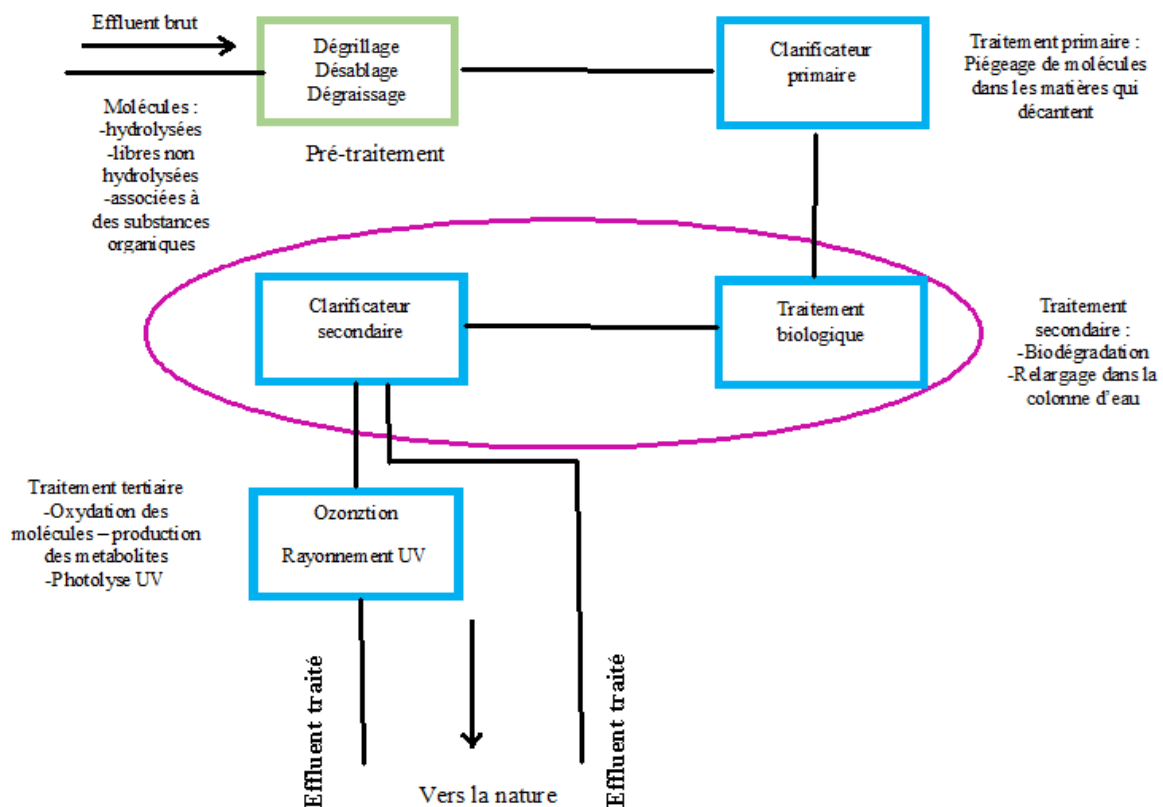 Effluent brut
Dégrillage
Désablage
Dégraissage
Clarificateur
primaire
Traitement primaire :
Piégeage de molécules
dans les matières qui
décantent
Molécules :
-hydrolysées
-libres non
hydrolysées
-associées à
des substances
organiques
Pré-traitement
Clarificateur
secondaire
Traitement
biologique
Traitement
secondaire :
-Biodégradation
-Relargage dans la
colonne d'eau
Traitement tertiaire
-Oxydation des
molécules – production
des metabolites
-Photolyse UV
Ozonztion
Rayonnement UV
Effluent traité
Effluent traité
Vers la nature